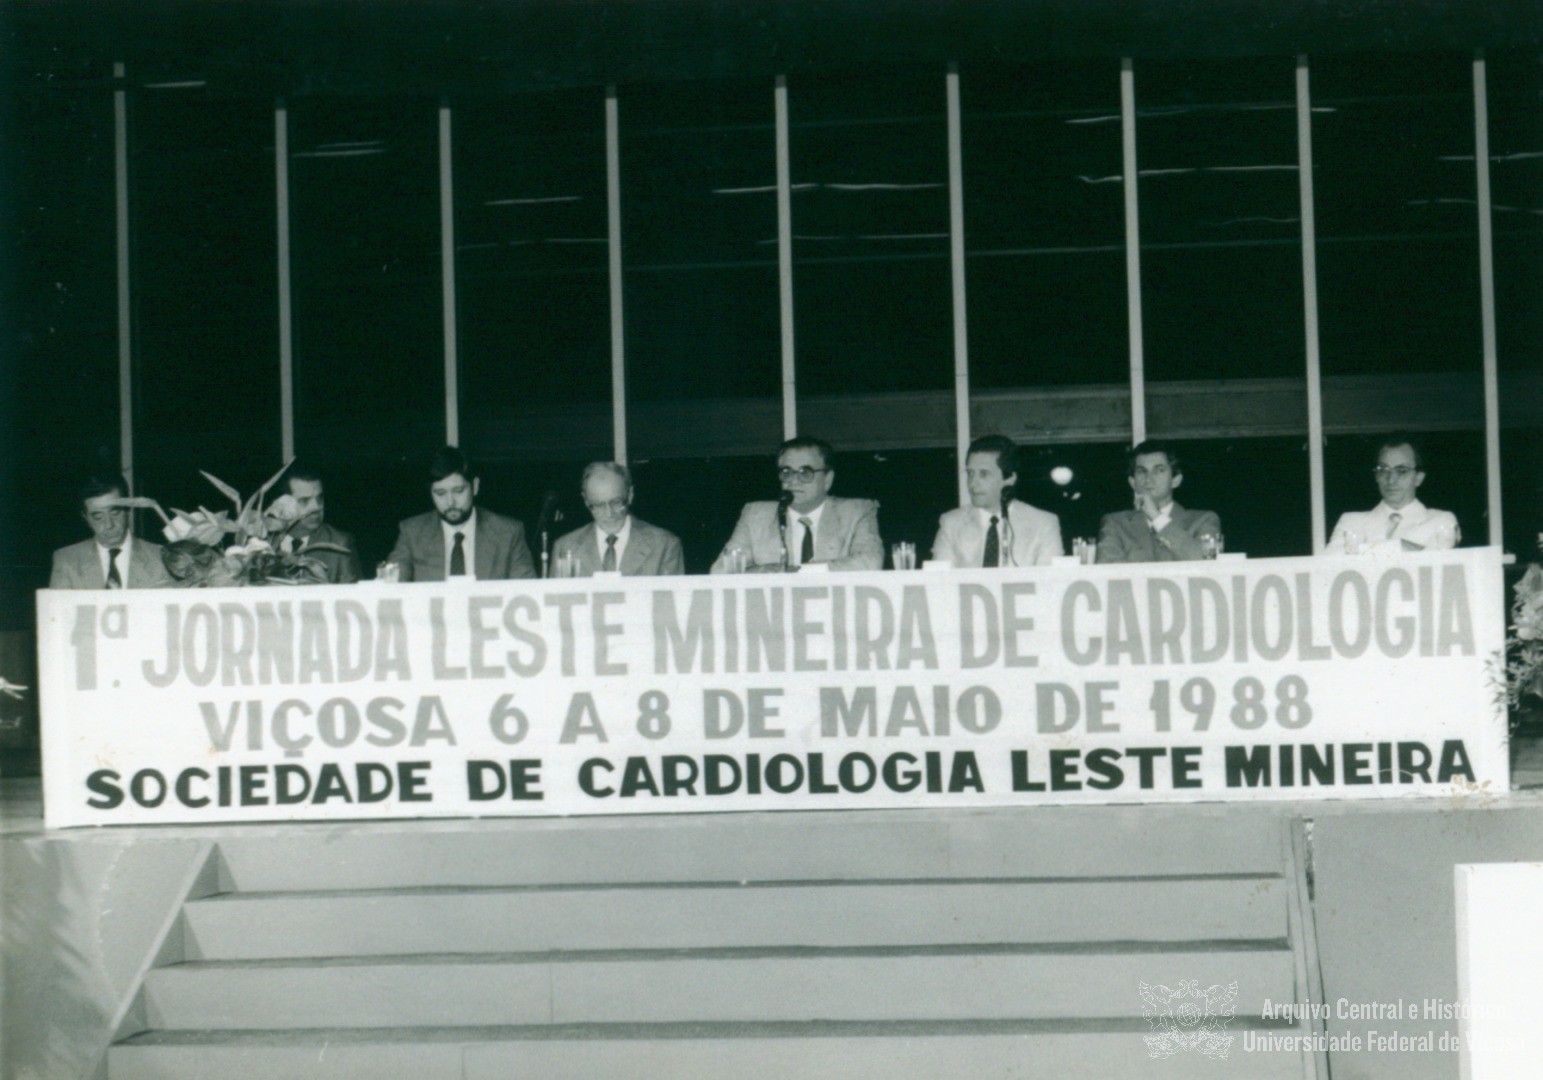 1ª. JORNADA LESTE MINEIRA DE CARDIOLOGIA
VIÇOSA 6 A 8 DE MAIO DE 1988
SOCIEDADE DE CARDIOLOGIA LESTE MINEIRA
Arquivo Central e Histórico
Universidade Federal de